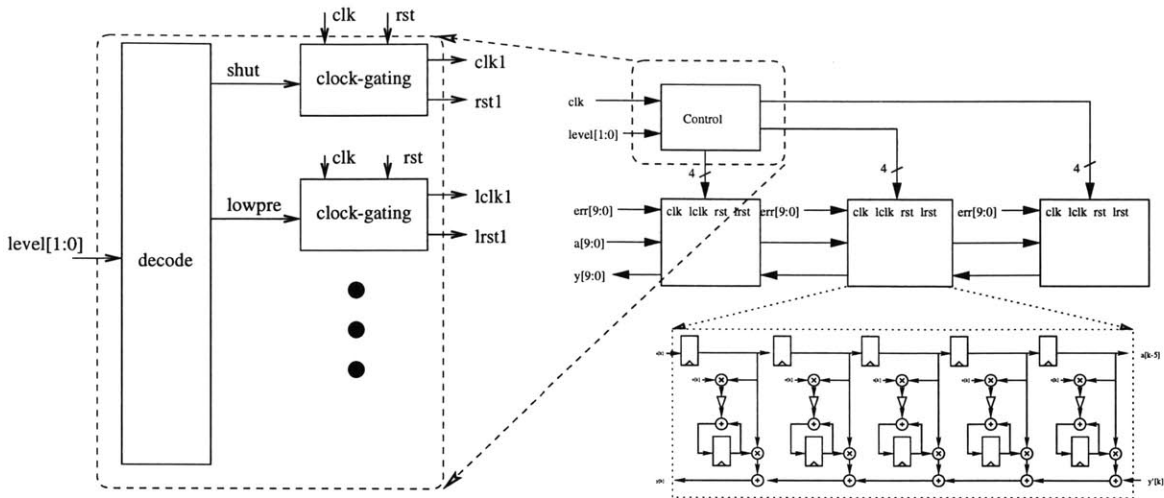 clk rst
shut
clock-gating
clk1
rst1
clk rst
lowpre
clock-gating
lclk1
lrst1
level[1:0]
decode
clk
level[1:0]
Control
4
4
4
err[9:0]
a[9:0]
y[9:0]
clk lclk rst lrst
err[9:0]
clk lclk rst lrst
err[9:0]
clk lclk rst lrst
a[k-5]
y'[k]